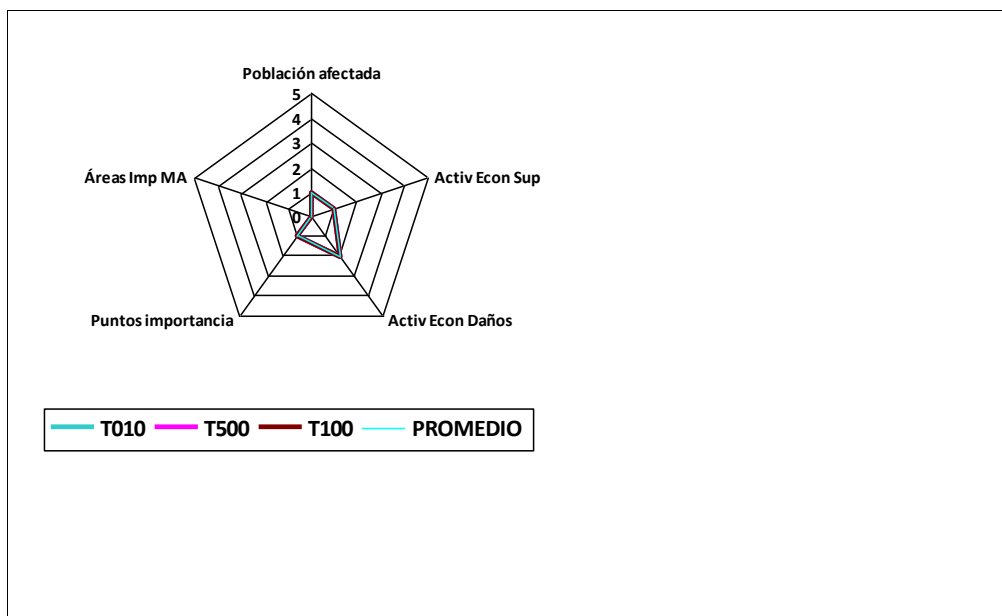 Población afectada
5
4
3
2
1
0
Áreas Imp MA
Activ Econ Sup
Puntos importancia
Activ Econ Daños
T010 T500 T100 PROMEDIO